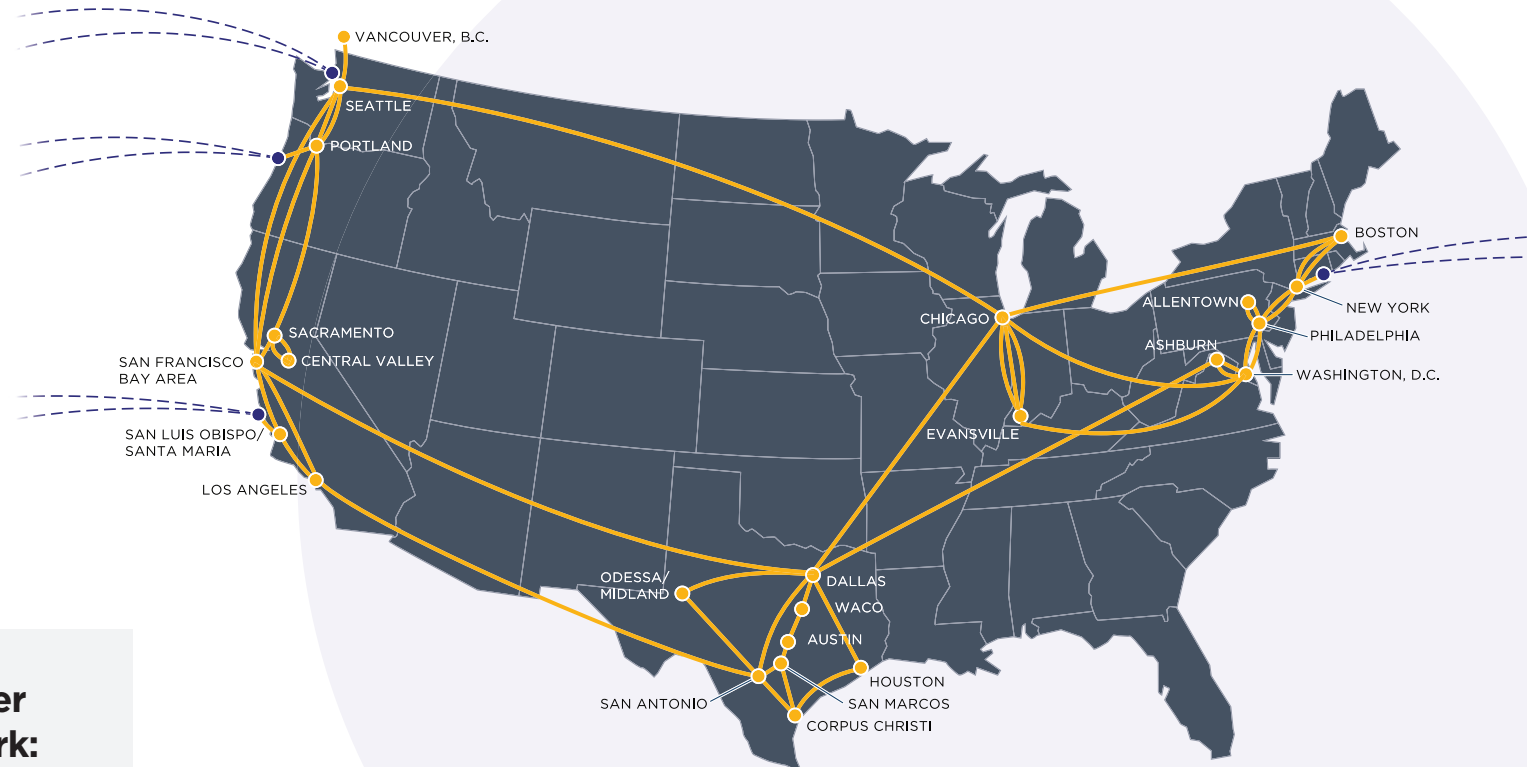 VANCOUVER, B.C.
SEATTLE
PORTLAND
BOSTON
SACRAMENTO
SAN FRANCISCO
BAY AREA
CENTRAL VALLEY
CHICAGO
ALLENTOWN
NEW YORK
PHILADELPHIA
ASHBURN
WASHINGTON, D.C.
SAN LUIS OBISPO/
SANTA MARIA
EVANSVILLE
LOS ANGELES
ODESSA/
MIDLAND
DALLAS
WACO
AUSTIN
HOUSTON
SAN ANTONIO
SAN MARCOS
CORPUS CHRISTI
er
rk: